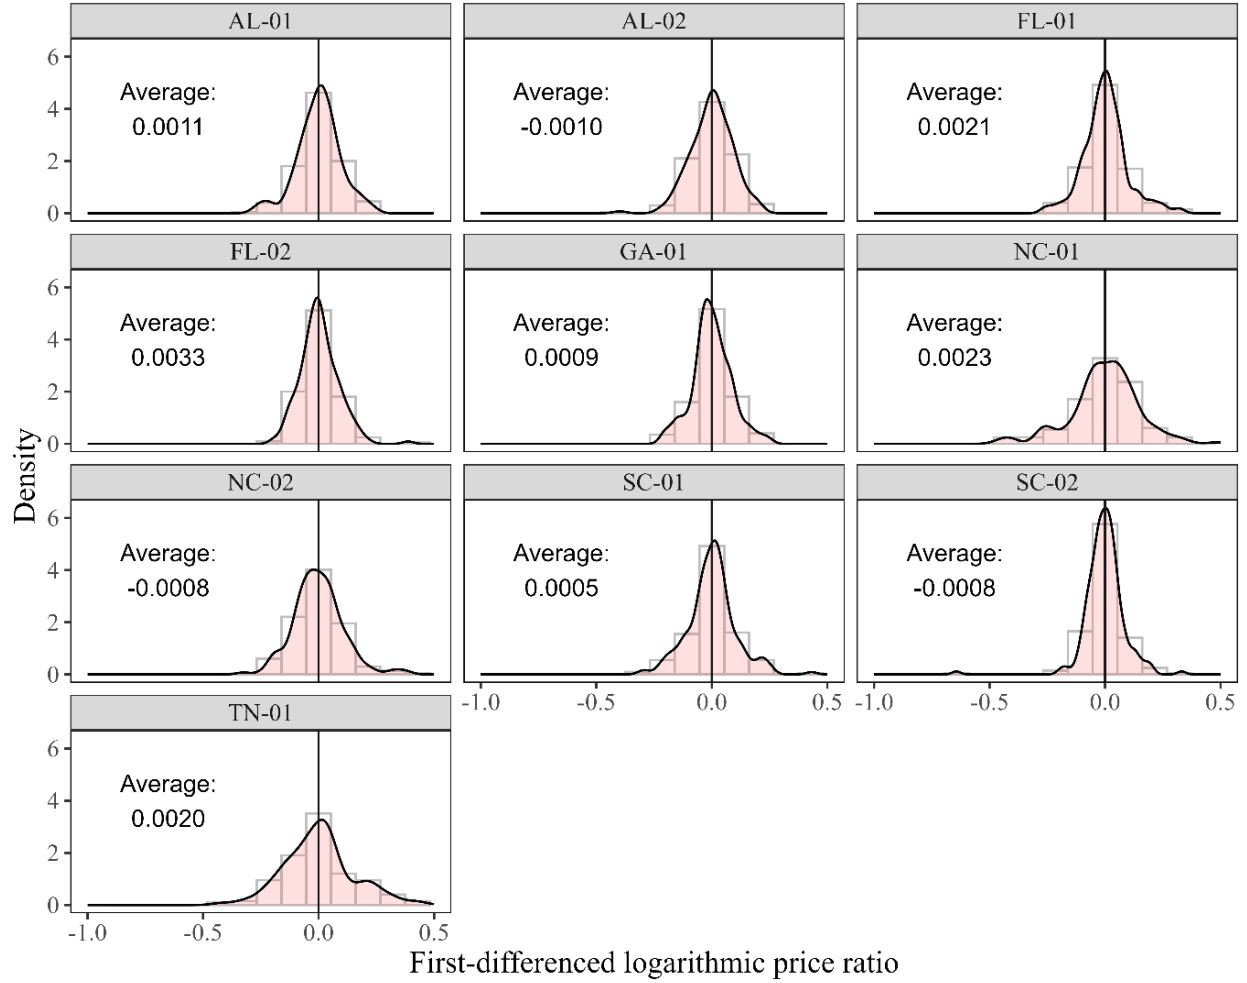 AL-01 AL-02 FL-01
6
4
2
0
Average:
0.0011
Average:
-0.0010
Average:
0.0021
FL-02 GA-01 NC-01
6
4
2
0
Average:
0.0033
Average:
0.0009
Average:
0.0023
Density
NC-02 SC-01 SC-02
6
4
2
0
Average:
-0.0008
Average:
0.0005
Average:
-0.0008
-1.0 -0.5 0.0 0.5 -1.0 -0.5 0.0 0.5
TN-01
6
4
2
0
Average:
0.0020
-1.0 -0.5 0.0 0.5
First-differenced logarithmic price ratio